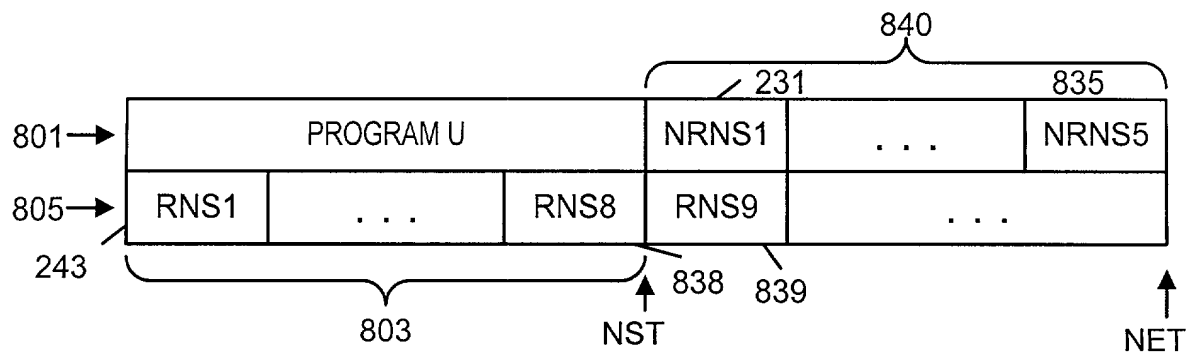 840
231
835
801
PROGRAM U
NRNS1
. . .
NRNS5
805
RNS1
. . .
RNS8
RNS9
. . .
243
838
839
803
NST
NET